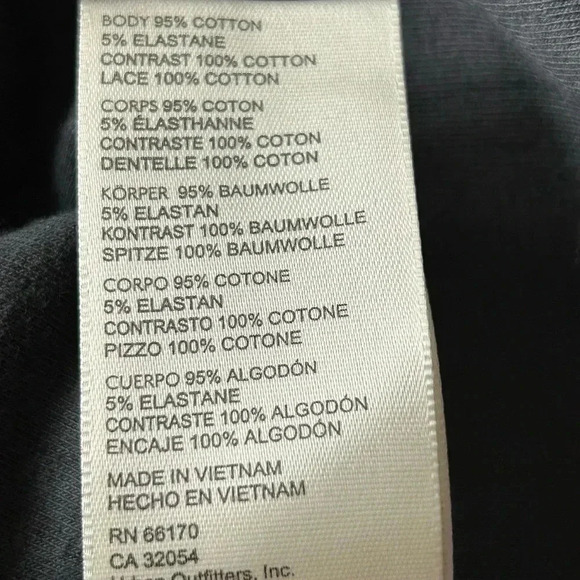 BODY 95% COTTON
5% ELASTANE
CONTRAST 100% COTTON
LACE 100% COTTON
CORPS 95% COTON
5% ÉLASTHANNE
CONTRASTE 100% COTON
DENTELLE 100% COTON
KÖRPER 95% BAUMWOLLE
5% ELASTAN
KONTRAST 100% BAUMWOLLE
SPITZE 100% BAUMWOLLE
CORPO 95% COTONE
5% ELASTAN
CONTRASTO 100% COTONE
PIZZO 100% COTONE
CUERPO 95% ALGODÓN
5% ELASTANE
CONTRASTE 100% ALGODÓN
ENCAJE 100% ALGODÓN
MADE IN VIETNAM
HECHO EN VIETNAM
RN 66170
CA 32054
Urban Outfitters, Inc.